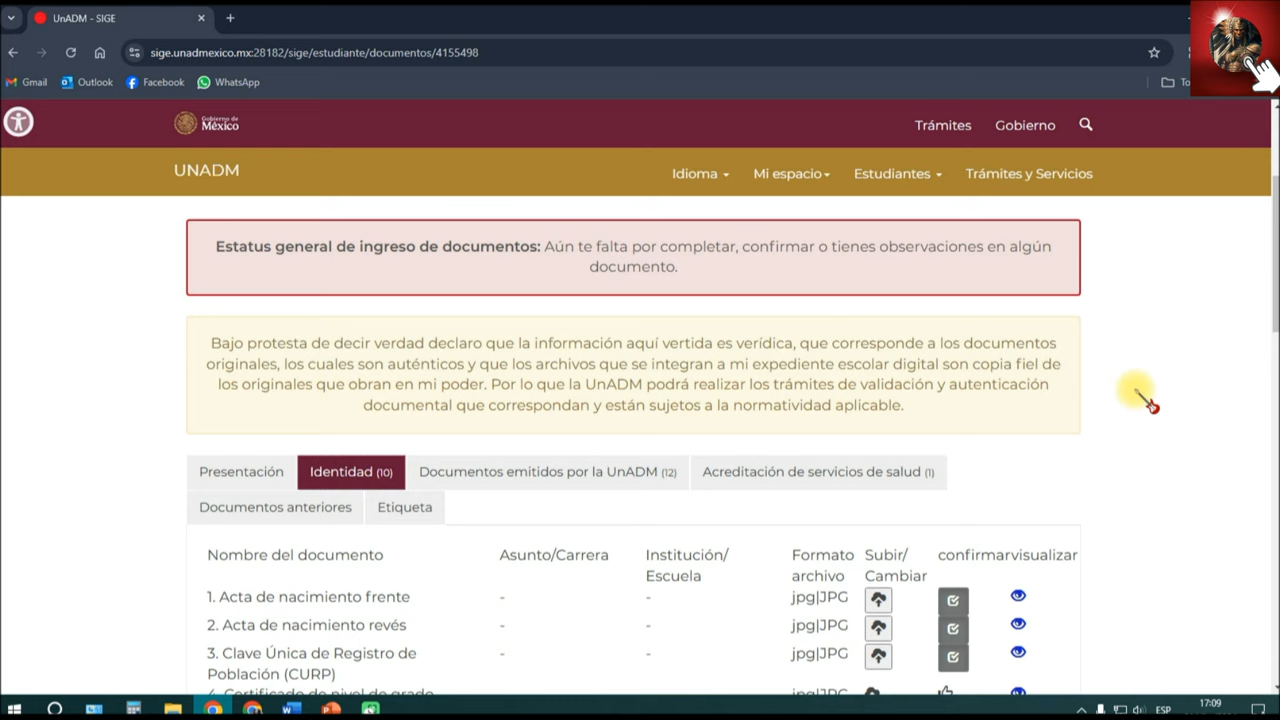 UnADM - SIGE
sige.unadmexico.mx:28182/sige/estudiante/documentos/4155498
Gmail Outlook Facebook WhatsApp
Gobierno de
México
Trámites Gobierno
UNADM
Idioma Mi espacio Estudiantes Trámites y Servicios
Estatus general de ingreso de documentos: Aún te falta por completar, confirmar o tienes observaciones en algún
documento.
Bajo protesta de decir verdad declaro que la información aquí vertida es verídica, que corresponde a los documentos
originales, los cuales son auténticos y que los archivos que se integran a mi expediente escolar digital son copia fiel de
los originales que obran en mi poder. Por lo que la UnADM podrá realizar los trámites de validación y autenticación
documental que correspondan y están sujetos a la normatividad aplicable.
Presentación Identidad (10) Documentos emitidos por la UnADM (12) Acreditación de servicios de salud (1)
Documentos anteriores Etiqueta
Nombre del documento Asunto/Carrera Institución/ Formato Subir/ confirmarvisualizar
Escuela archivo Cambiar
1. Acta de nacimiento frente - - jpg|JPG
2. Acta de nacimiento revés - - jpg|JPG
3. Clave Única de Registro de - - jpg|JPG
Población (CURP)
4. Certificado de nivel de grado jpg|JPG
ESP 17:09